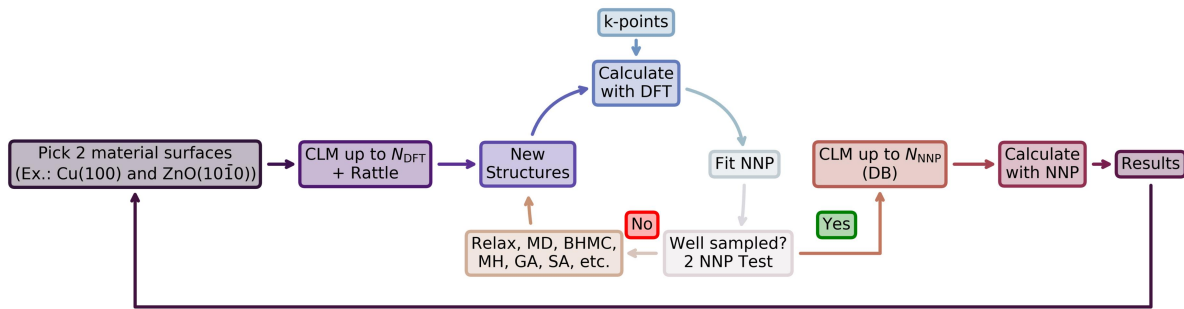 k-points
Calculate
with DFT
Pick 2 material surfaces
(Ex.: Cu(100) and ZnO(101̄0))
CLM up to N_DFT
+ Rattle
New
Structures
Fit NNP
CLM up to N_NNP
(DB)
Calculate
with NNP
Results
No
Yes
Relax, MD, BHMC,
MH, GA, SA, etc.
Well sampled?
2 NNP Test